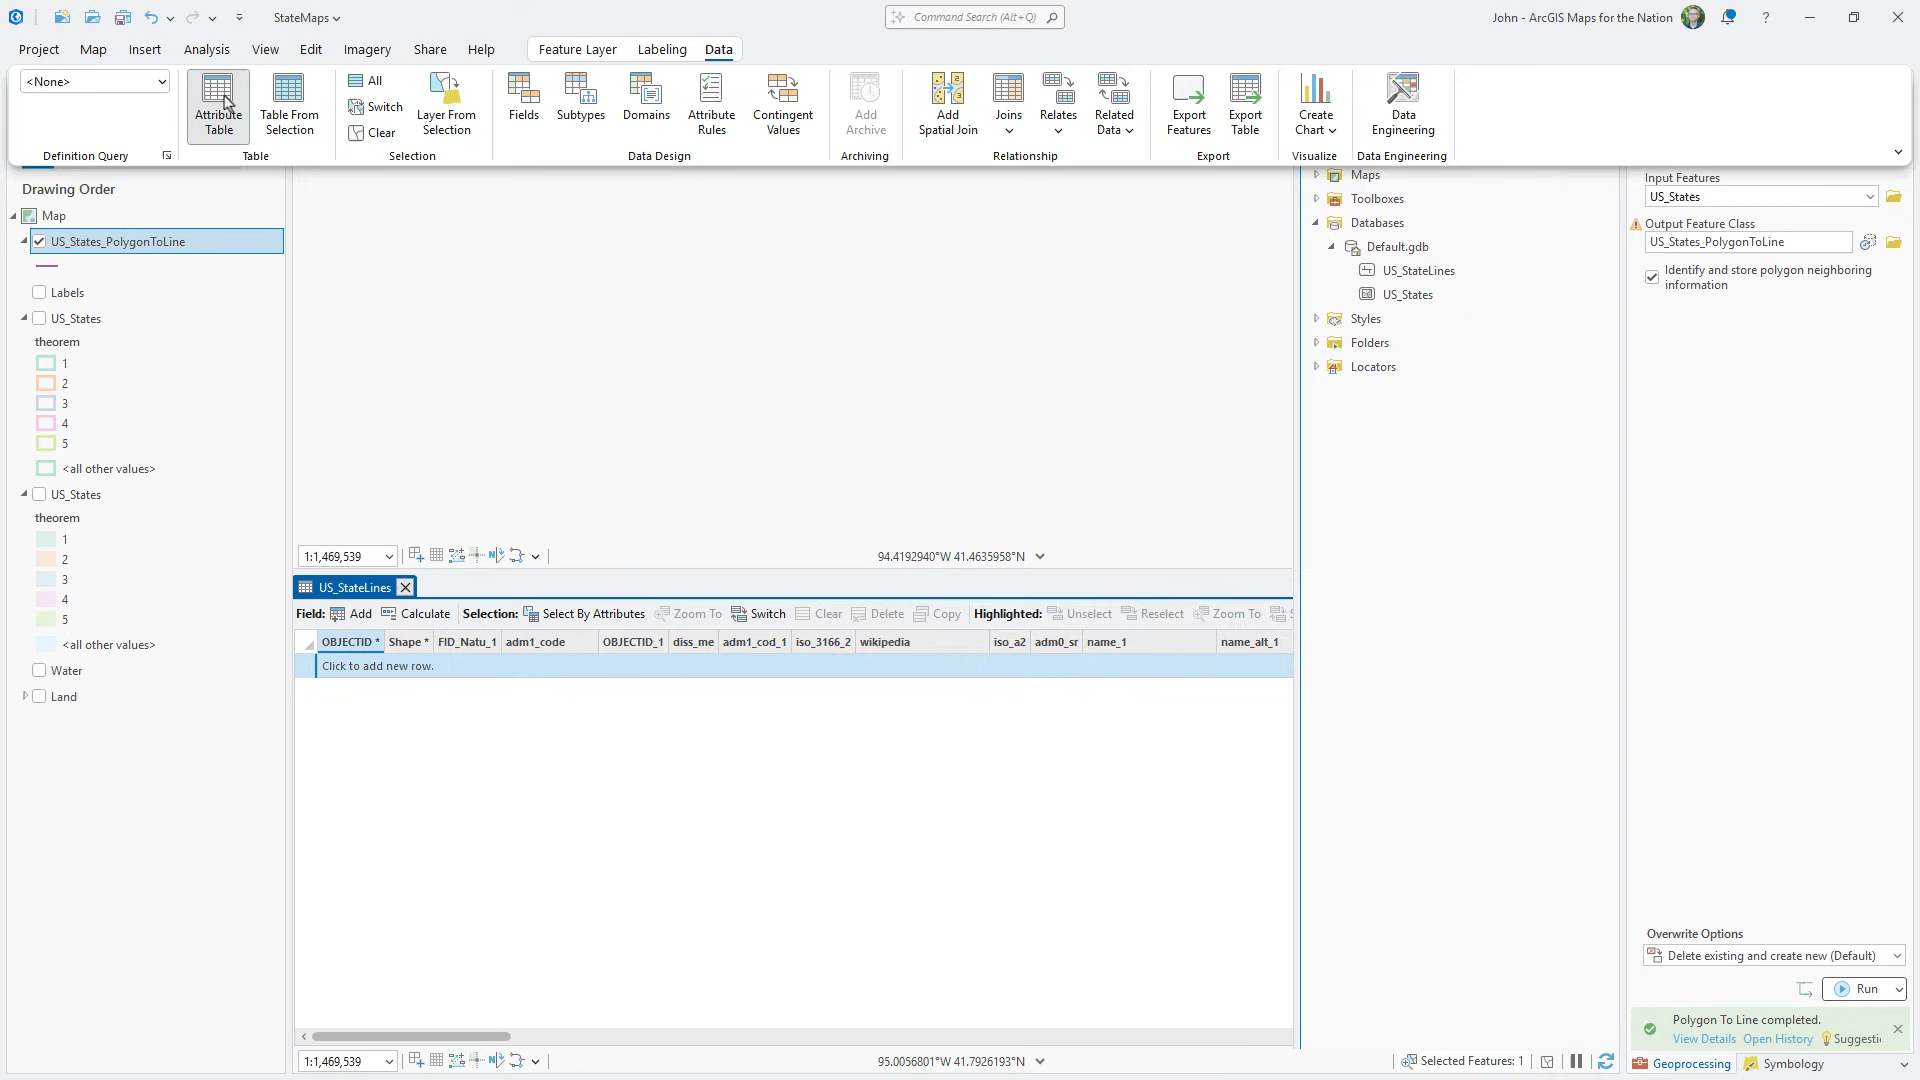 StateMaps
Command Search (Alt+Q)
John - ArcGIS Maps for the Nation
?
Project
Map
Insert
Analysis
View
Edit
Imagery
Share
Help
Feature Layer
Labeling
Data
<None>
Definition Query
Attribute
Table
Table From
Selection
Table
All
Switch
Clear
Layer From
Selection
Selection
Fields
Subtypes
Domains
Attribute
Rules
Contingent
Values
Data Design
Add
Archive
Archiving
Add
Spatial Join
Joins
Relates
Related
Data
Relationship
Export
Features
Export
Table
Export
Create
Chart
Visualize
Data
Engineering
Data Engineering
Drawing Order
Map
US_States_PolygonToLine
Labels
US_States
theorem
1
2
3
4
5
<all other values>
US_States
theorem
1
2
3
4
5
<all other values>
Water
Land
1:1,469,539
94.4192940°W 41.4635958°N
US_StateLines
Field:
Add
Calculate
Selection:
Select By Attributes
Zoom To
Switch
Clear
Delete
Copy
Highlighted:
Unselect
Reselect
Zoom To
OBJECTID *
Shape *
FID_Natu_1
adm1_code
OBJECTID_1
diss_me
adm1_cod_1
iso_3166_2
wikipedia
iso_a2
adm0_sr
name_1
name_alt_1
Click to add new row.
1:1,469,539
95.0056801°W 41.7926193°N
Selected Features: 1
Maps
Toolboxes
Databases
Default.gdb
US_StateLines
US_States
Styles
Folders
Locators
Input Features
US_States
Output Feature Class
US_States_PolygonToLine
Identify and store polygon neighboring
information
Overwrite Options
Delete existing and create new (Default)
Run
Polygon To Line completed.
View Details
Open History
Suggesti
Geoprocessing
Symbology